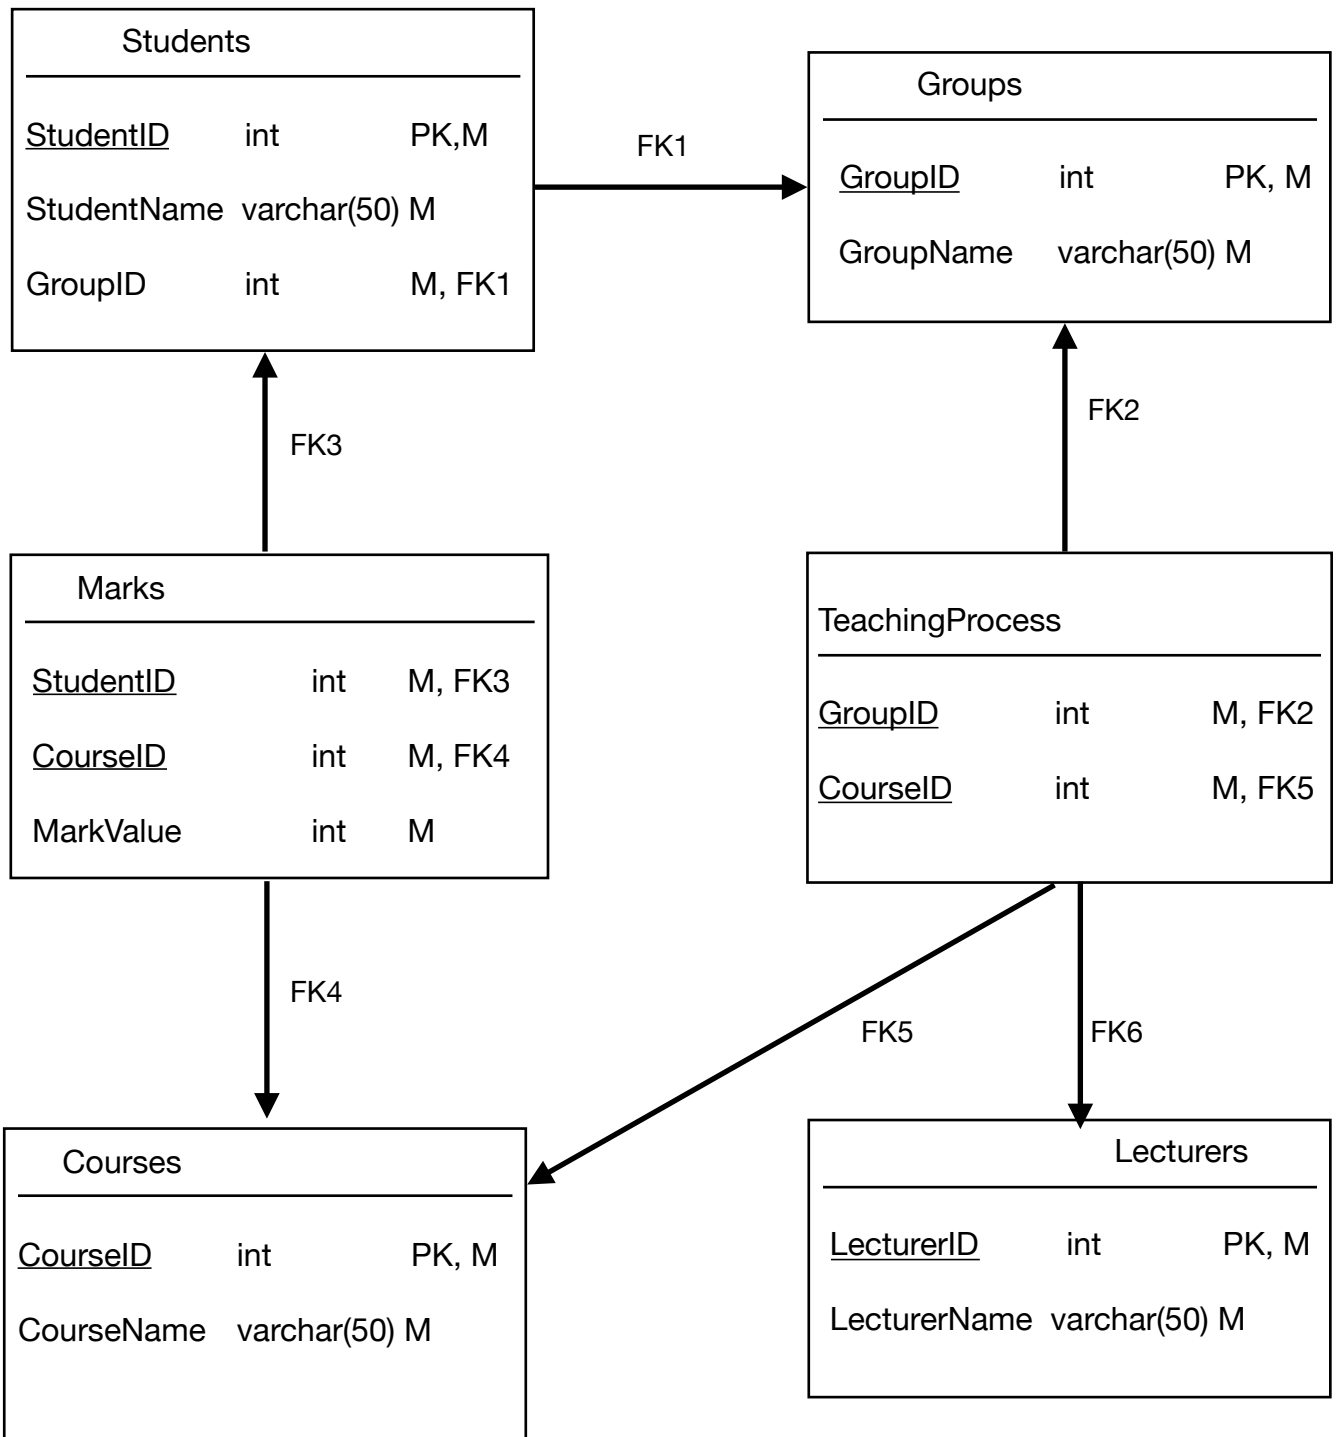 Students
StudentID int PK,M
StudentName varchar(50) M
GroupID int M, FK1
FK1
Groups
GroupID int PK, M
GroupName varchar(50) M
FK3
FK2
Marks
StudentID int M, FK3
CourseID int M, FK4
MarkValue int M
TeachingProcess
GroupID int M, FK2
CourseID int M, FK5
FK4
FK5
FK6
Courses
CourseID int PK, M
CourseName varchar(50) M
Lecturers
LecturerID int PK, M
LecturerName varchar(50) M